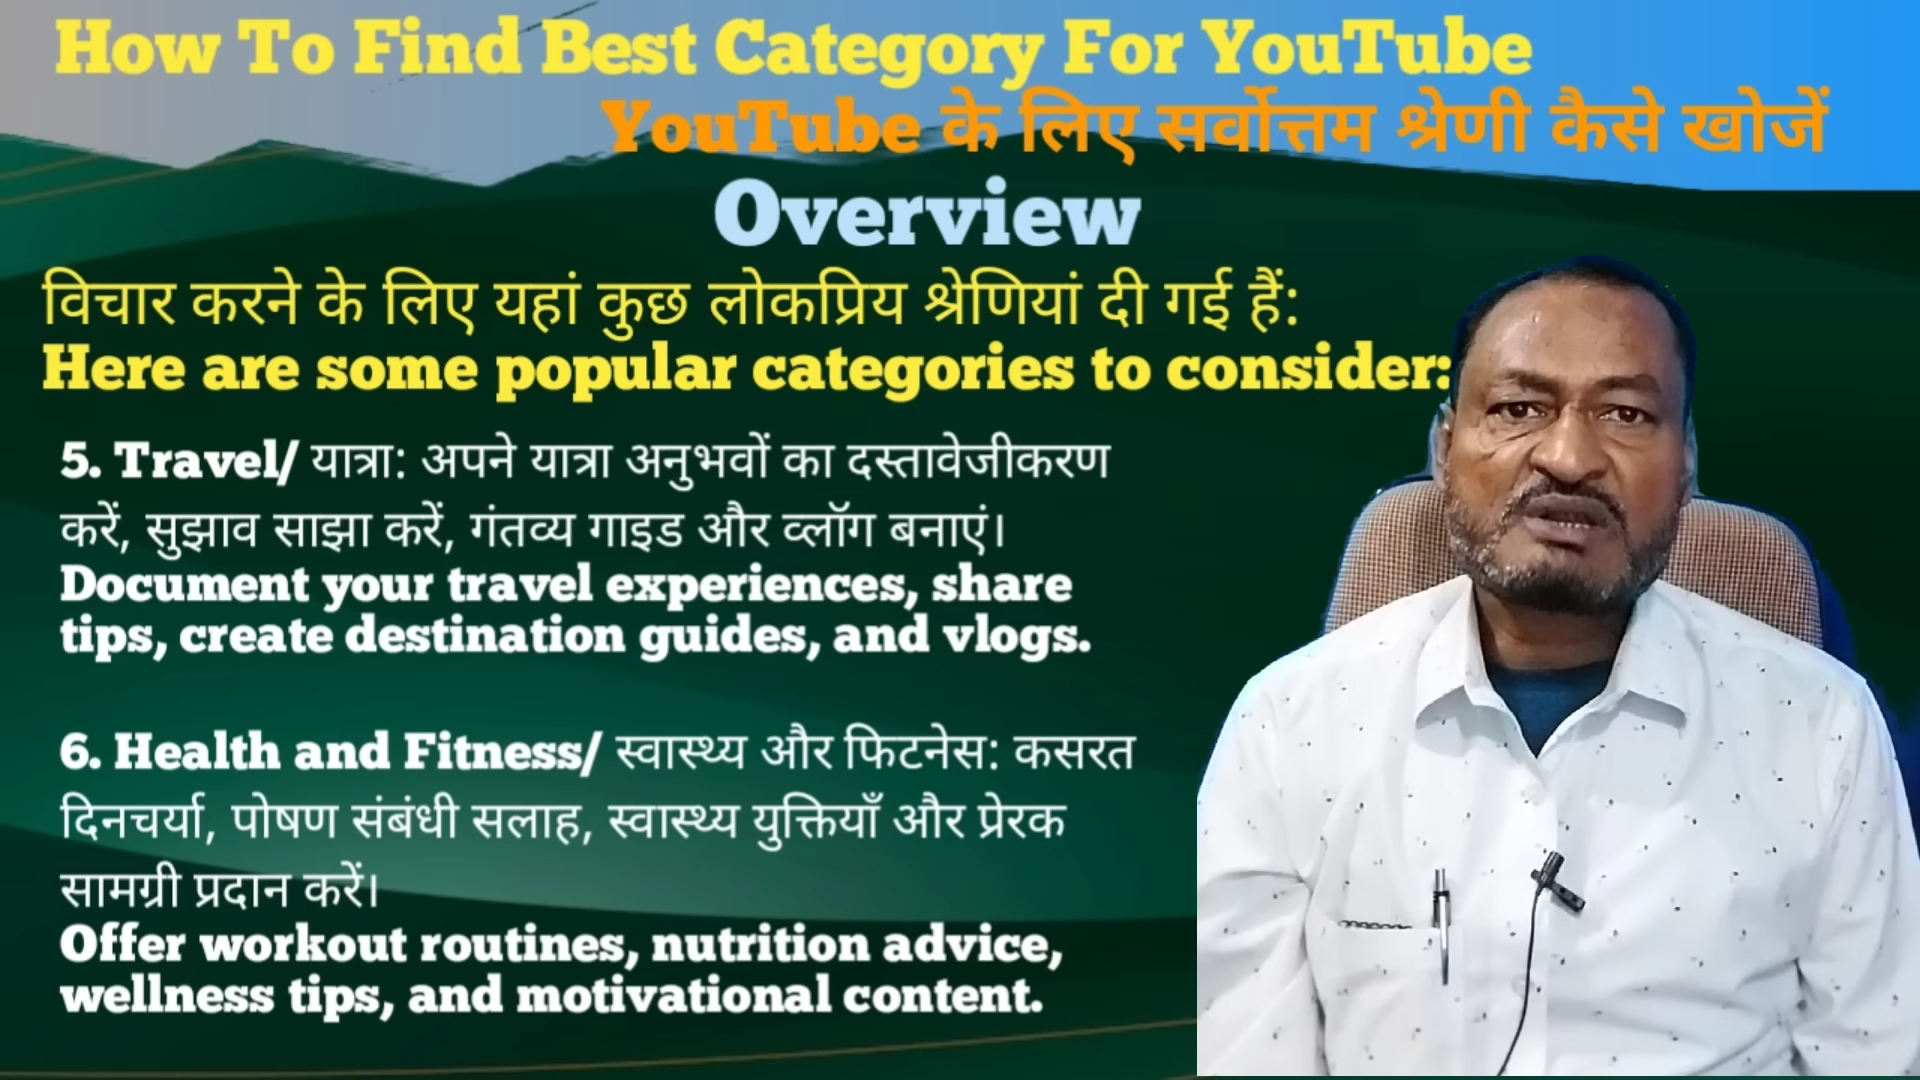 How To Find Best Category For YouTube
YouTube के लिए सर्वोत्तम श्रेणी कैसे खोजें
Overview
विचार करने के लिए यहां कुछ लोकप्रिय श्रेणियां दी गई हैं:
Here are some popular categories to consider:
5. Travel/ यात्रा: अपने यात्रा अनुभवों का दस्तावेजीकरण
करें, सुझाव साझा करें, गंतव्य गाइड और व्लॉग बनाएं।
Document your travel experiences, share
tips, create destination guides, and vlogs.
6. Health and Fitness/ स्वास्थ्य और फिटनेस: कसरत
दिनचर्या, पोषण संबंधी सलाह, स्वास्थ्य युक्तियाँ और प्रेरक
सामग्री प्रदान करें।
Offer workout routines, nutrition advice,
wellness tips, and motivational content.